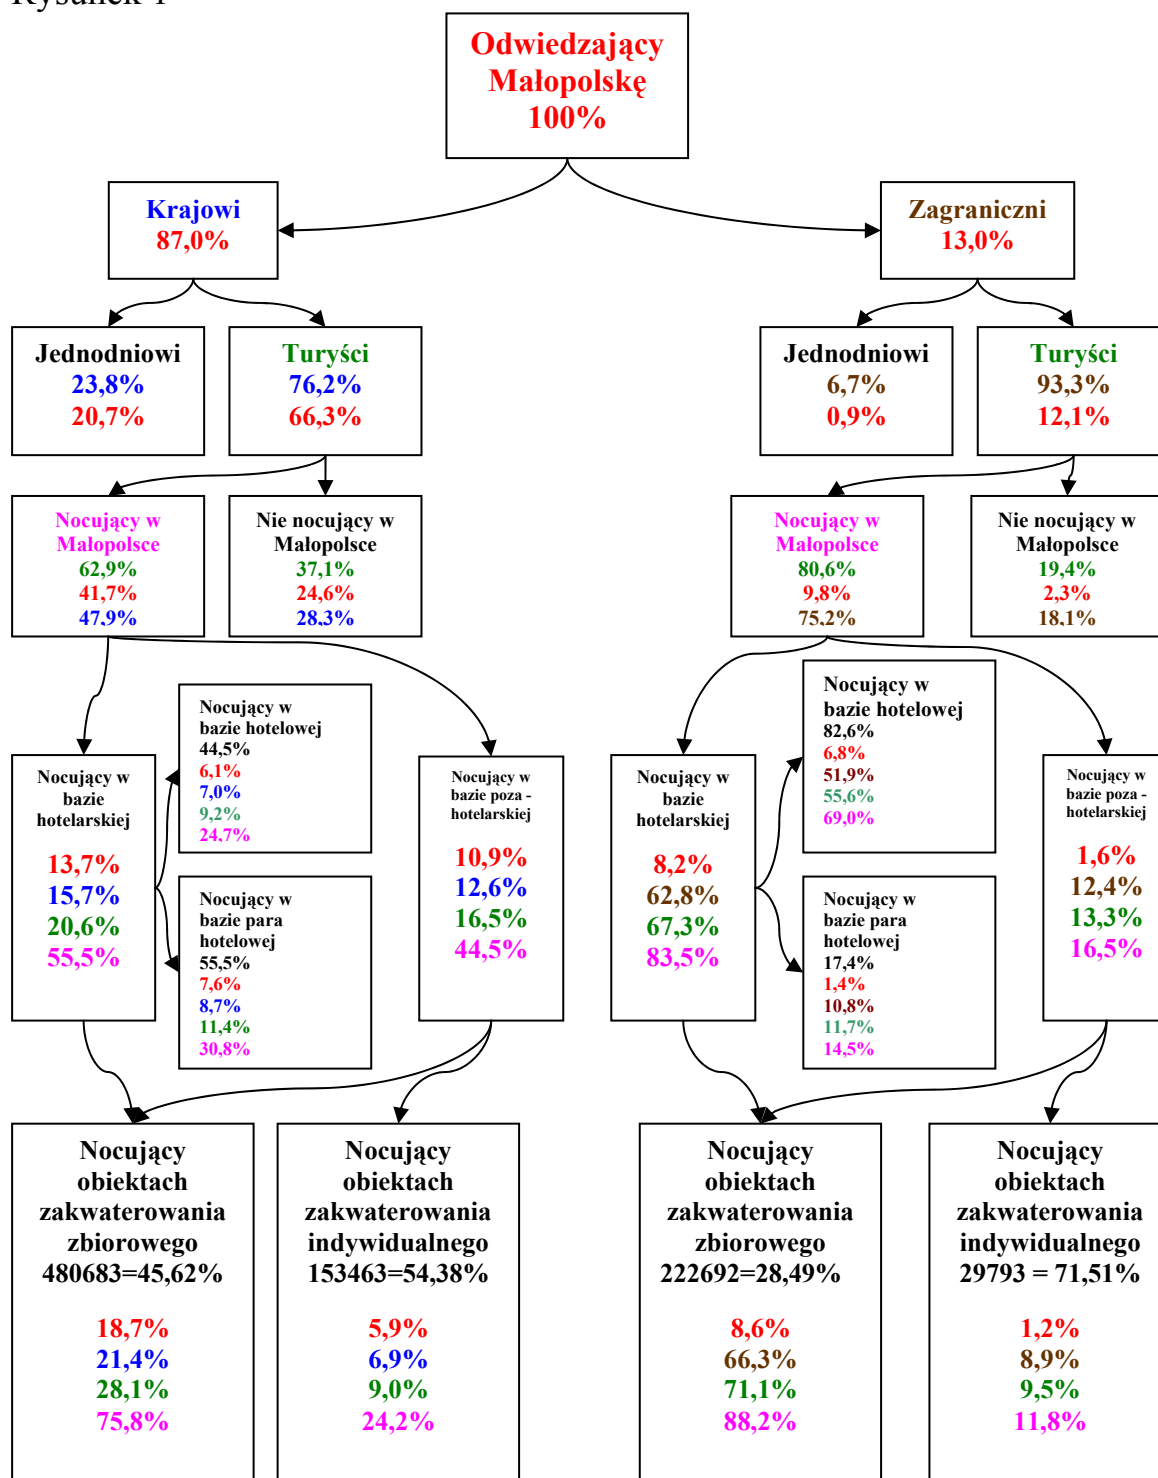 Rysunek 1
Odwiedzający
Małopolskę
100%
Krajowi
87,0%
Zagraniczni
13,0%
Jednodniowi
23,8%
20,7%
Turyści
76,2%
66,3%
Jednodniowi
6,7%
0,9%
Turyści
93,3%
12,1%
Nocujący w
Małopolsce
62,9%
41,7%
47,9%
Nie nocujący w
Małopolsce
37,1%
24,6%
28,3%
Nocujący w
Małopolsce
80,6%
9,8%
75,2%
Nie nocujący w
Małopolsce
19,4%
2,3%
18,1%
Nocujący w
bazie
hotelarskiej
13,7%
15,7%
20,6%
55,5%
Nocujący w
bazie hotelowej
44,5%
6,1%
7,0%
9,2%
24,7%
Nocujący w
bazie para
hotelowej
55,5%
7,6%
8,7%
11,4%
30,8%
Nocujący w
bazie poza -
hotelarskiej
10,9%
12,6%
16,5%
44,5%
Nocujący w
bazie
hotelarskiej
8,2%
62,8%
67,3%
83,5%
Nocujący w
bazie hotelowej
82,6%
6,8%
51,9%
55,6%
69,0%
Nocujący w
bazie para
hotelowej
17,4%
1,4%
10,8%
11,7%
14,5%
Nocujący w
bazie poza -
hotelarskiej
1,6%
12,4%
13,3%
16,5%
Nocujący
obiektach
zakwaterowania
zbiorowego
480683=45,62%
18,7%
21,4%
28,1%
75,8%
Nocujący
obiektach
zakwaterowania
indywidualnego
153463=54,38%
5,9%
6,9%
9,0%
24,2%
Nocujący
obiektach
zakwaterowania
zbiorowego
222692=28,49%
8,6%
66,3%
71,1%
88,2%
Nocujący
obiektach
zakwaterowania
indywidualnego
29793 = 71,51%
1,2%
8,9%
9,5%
11,8%